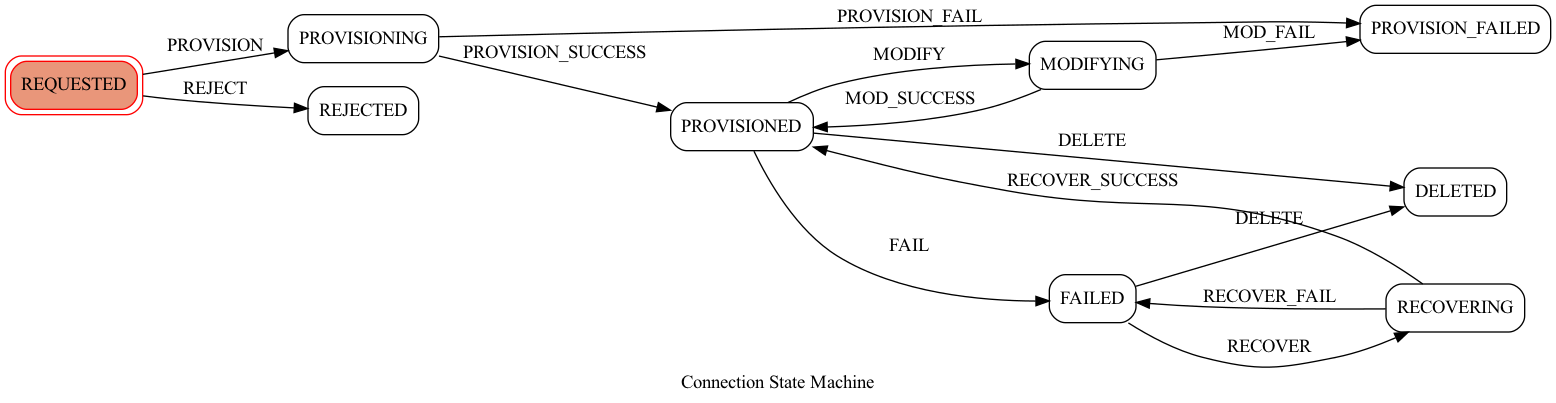 PROVISION_FAIL
PROVISION_FAILED
PROVISIONING
PROVISION
MOD_FAIL
PROVISION_SUCCESS
MODIFY
MODIFYING
REQUESTED
REJECT
MOD_SUCCESS
REJECTED
PROVISIONED
DELETE
RECOVER_SUCCESS
DELETED
DELETE
FAIL
FAILED
RECOVER_FAIL
RECOVERING
RECOVER
Connection State Machine